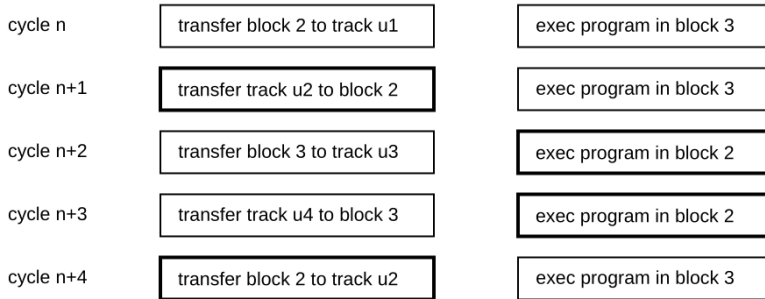 cycle n transfer block 2 to track u1 exec program in block 3
cycle n+1 transfer track u2 to block 2 exec program in block 3
cycle n+2 transfer block 3 to track u3 exec program in block 2
cycle n+3 transfer track u4 to block 3 exec program in block 2
cycle n+4 transfer block 2 to track u2 exec program in block 3